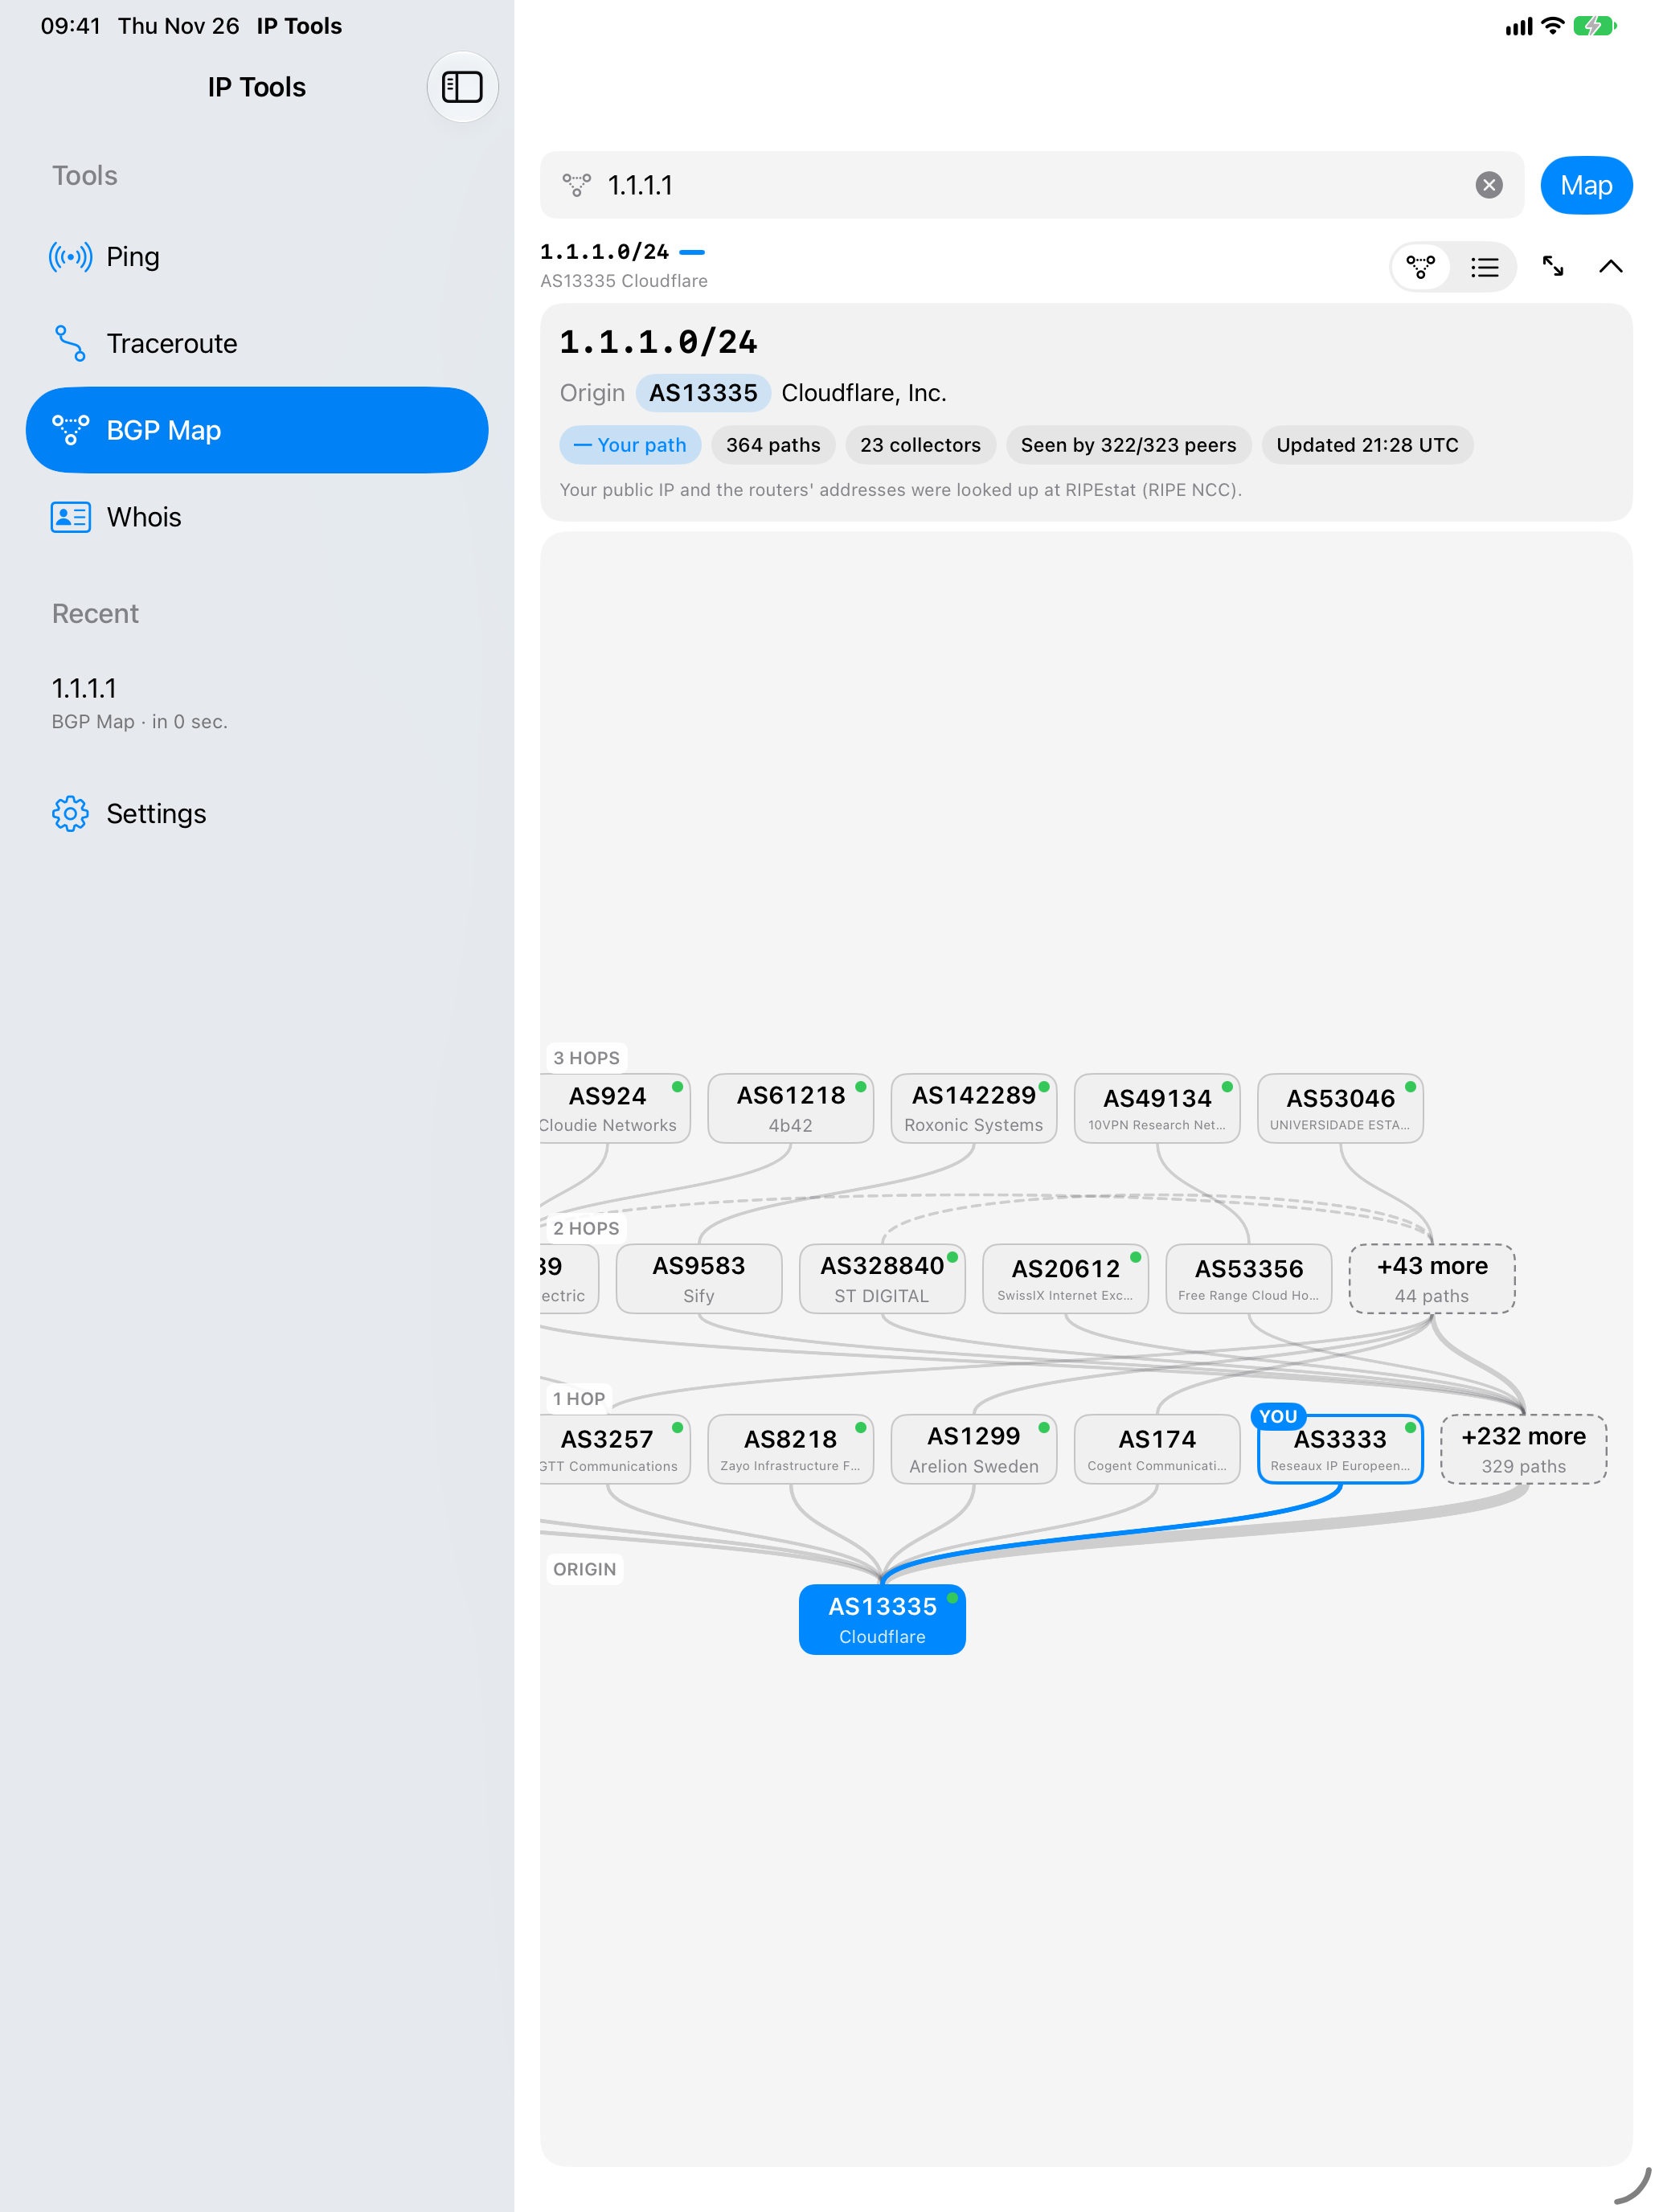 09:41 Thu Nov 26 IP Tools
IP Tools
Tools
Ping
Traceroute
BGP Map
Whois
Recent
1.1.1.1
BGP Map · in 0 sec.
Settings
1.1.1.1
Map
1.1.1.0/24
AS13335 Cloudflare
1.1.1.0/24
Origin AS13335 Cloudflare, Inc.
Your path 364 paths 23 collectors Seen by 322/323 peers Updated 21:28 UTC
Your public IP and the routers' addresses were looked up at RIPEstat (RIPE NCC).
3 HOPS
AS924 AS61218 AS142289 AS49134 AS53046
Cloudie Networks 4b42 Roxonic Systems 10VPN Research Net... UNIVERSIDADE ESTA...
2 HOPS
39 AS9583 AS328840 AS20612 AS53356 +43 more
ectric Sify ST DIGITAL SwissIX Internet Exc... Free Range Cloud Ho... 44 paths
1 HOP
YOU
AS3257 AS8218 AS1299 AS174 AS3333 +232 more
GTT Communications Zayo Infrastructure F... Arelion Sweden Cogent Communicati... Reseaux IP Europeen... 329 paths
ORIGIN
AS13335
Cloudflare